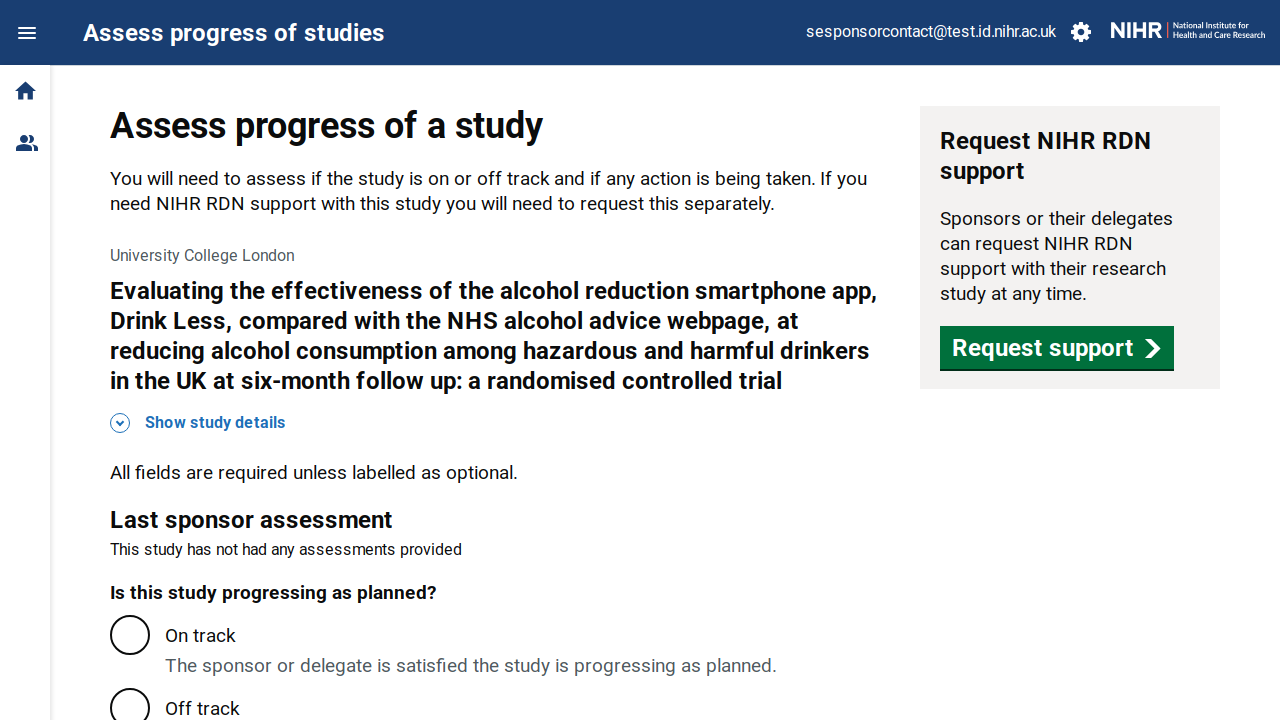 Assess progress of studies
sesponsorcontact@test.id.nihr.ac.uk
NIHR
National Institute for
Health and Care Research
Assess progress of a study
You will need to assess if the study is on or off track and if any action is being taken. If you
need NIHR RDN support with this study you will need to request this separately.
University College London
Evaluating the effectiveness of the alcohol reduction smartphone app,
Drink Less, compared with the NHS alcohol advice webpage, at
reducing alcohol consumption among hazardous and harmful drinkers
in the UK at six-month follow up: a randomised controlled trial
Show study details
All fields are required unless labelled as optional.
Last sponsor assessment
This study has not had any assessments provided
Is this study progressing as planned?
On track
The sponsor or delegate is satisfied the study is progressing as planned.
Off track
Request NIHR RDN
support
Sponsors or their delegates
can request NIHR RDN
support with their research
study at any time.
Request support